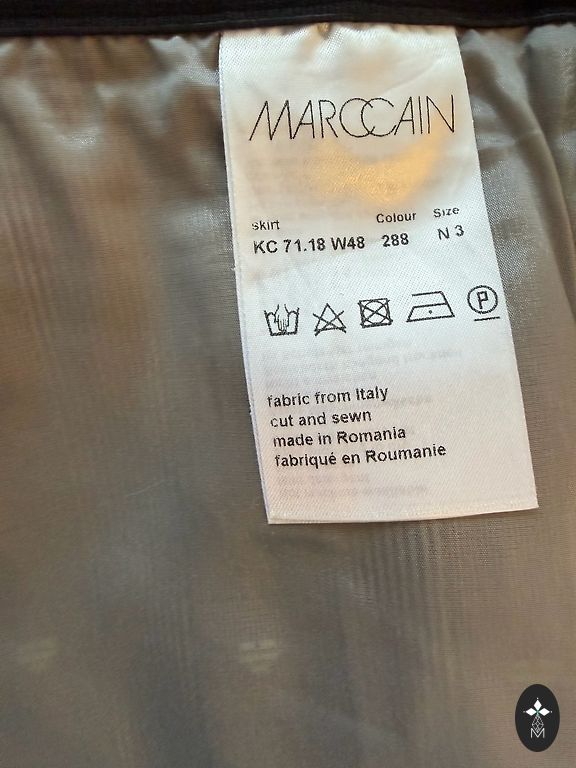 MARCCAIN
skirt Colour Size
KC 71.18 W48 288 N 3
P
fabric from Italy
cut and sewn
made in Romania
fabriqué en Roumanie
M